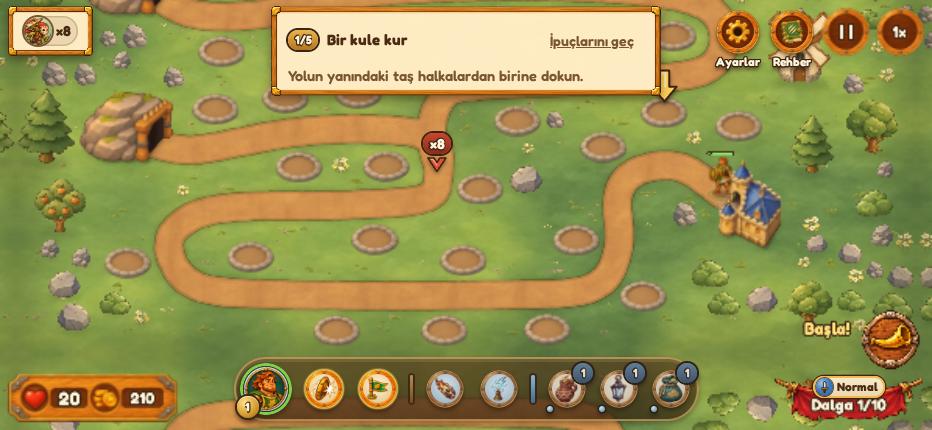 x8
1/5 Bir kule kur İpuçlarını geç
Yolun yanındaki taş halkalardan birine dokun.
Ayarlar
Rehber
1x
x8
Başla!
20
210
1
1
1
1
Normal
Dalga 1/10